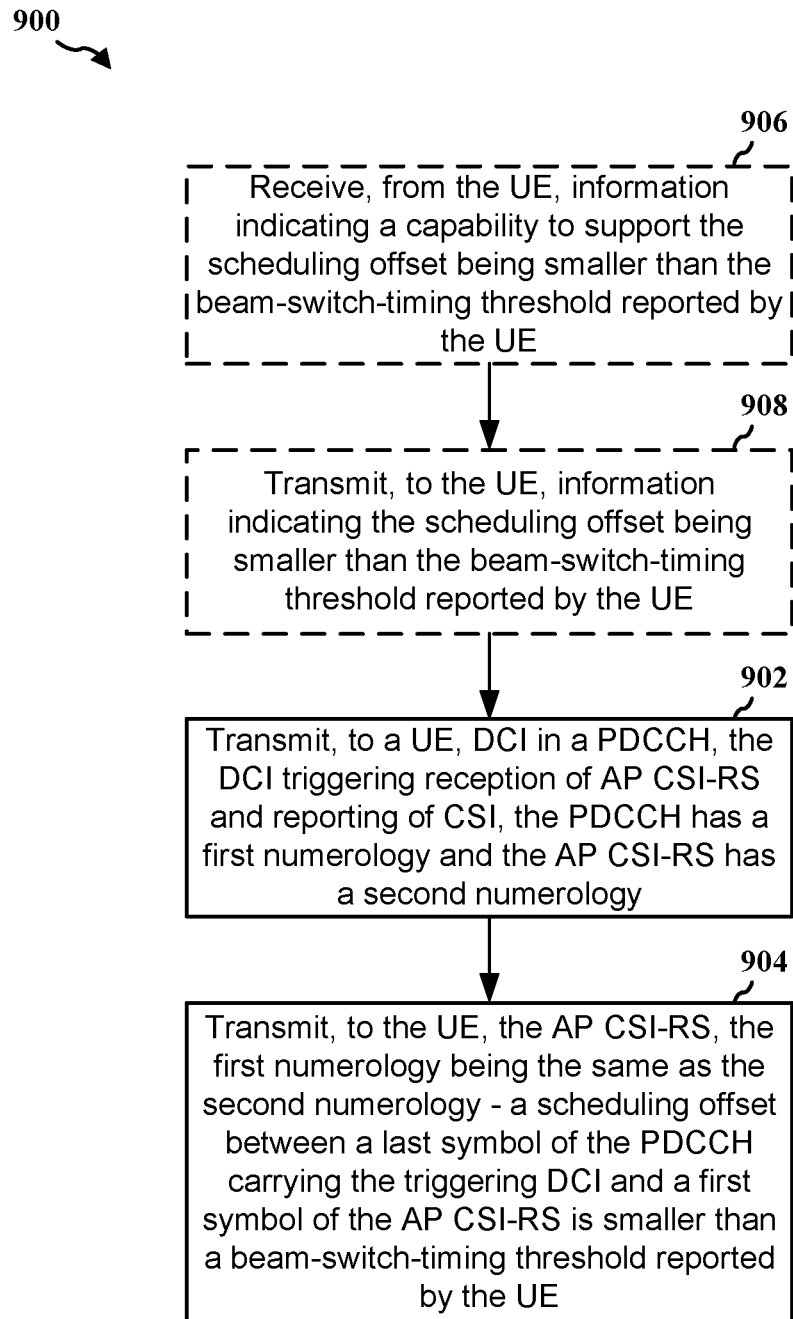 900
906
Receive, from the UE, information
indicating a capability to support the
scheduling offset being smaller than the
beam-switch-timing threshold reported by
the UE
908
Transmit, to the UE, information
indicating the scheduling offset being
smaller than the beam-switch-timing
threshold reported by the UE
902
Transmit, to a UE, DCI in a PDCCH, the
DCI triggering reception of AP CSI-RS
and reporting of CSI, the PDCCH has a
first numerology and the AP CSI-RS has
a second numerology
904
Transmit, to the UE, the AP CSI-RS, the
first numerology being the same as the
second numerology - a scheduling offset
between a last symbol of the PDCCH
carrying the triggering DCI and a first
symbol of the AP CSI-RS is smaller than
a beam-switch-timing threshold reported
by the UE